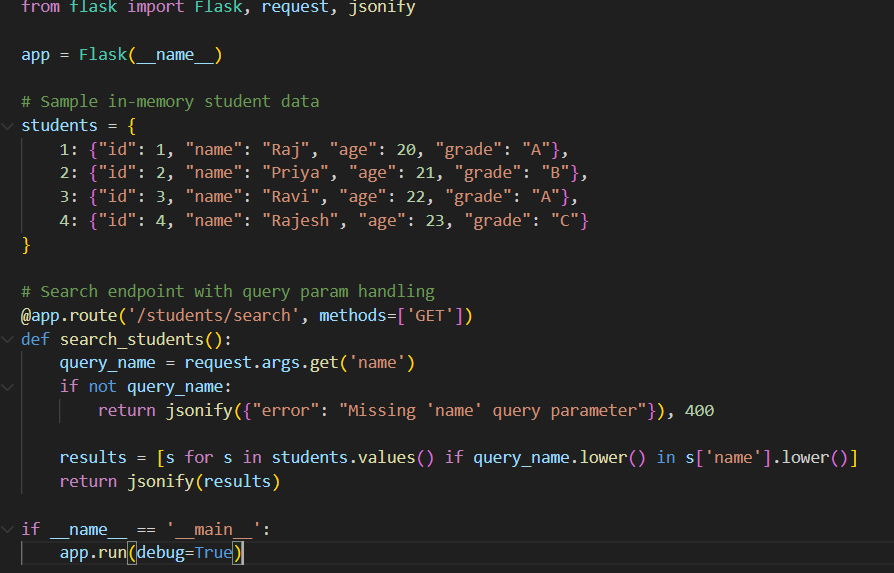 from flask import Flask, request, jsonify
app = Flask(__name__)
# Sample in-memory student data
students = {
    1: {"id": 1, "name": "Raj", "age": 20, "grade": "A"},
    2: {"id": 2, "name": "Priya", "age": 21, "grade": "B"},
    3: {"id": 3, "name": "Ravi", "age": 22, "grade": "A"},
    4: {"id": 4, "name": "Rajesh", "age": 23, "grade": "C"}
}
# Search endpoint with query param handling
@app.route('/students/search', methods=['GET'])
def search_students():
    query_name = request.args.get('name')
    if not query_name:
        return jsonify({"error": "Missing 'name' query parameter"}), 400
    results = [s for s in students.values() if query_name.lower() in s['name'].lower()]
    return jsonify(results)
if __name__ == '__main__':
    app.run(debug=True)